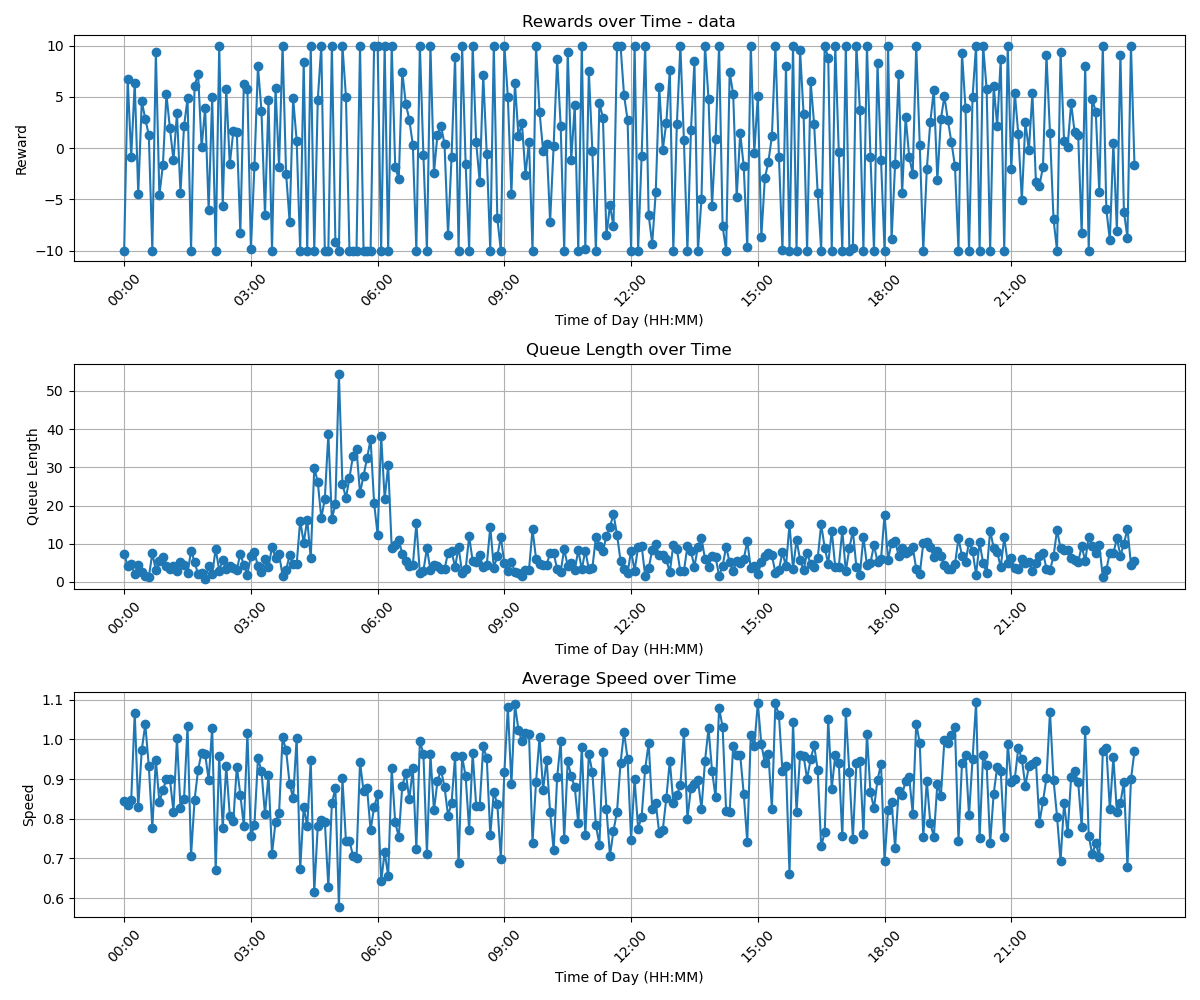 Rewards over Time - data
10
5
0
−5
−10
Reward
00:00 03:00 06:00 09:00 12:00 15:00 18:00 21:00
Time of Day (HH:MM)
Queue Length over Time
50
40
30
20
10
0
Queue Length
00:00 03:00 06:00 09:00 12:00 15:00 18:00 21:00
Time of Day (HH:MM)
Average Speed over Time
1.1
1.0
0.9
0.8
0.7
0.6
Speed
00:00 03:00 06:00 09:00 12:00 15:00 18:00 21:00
Time of Day (HH:MM)